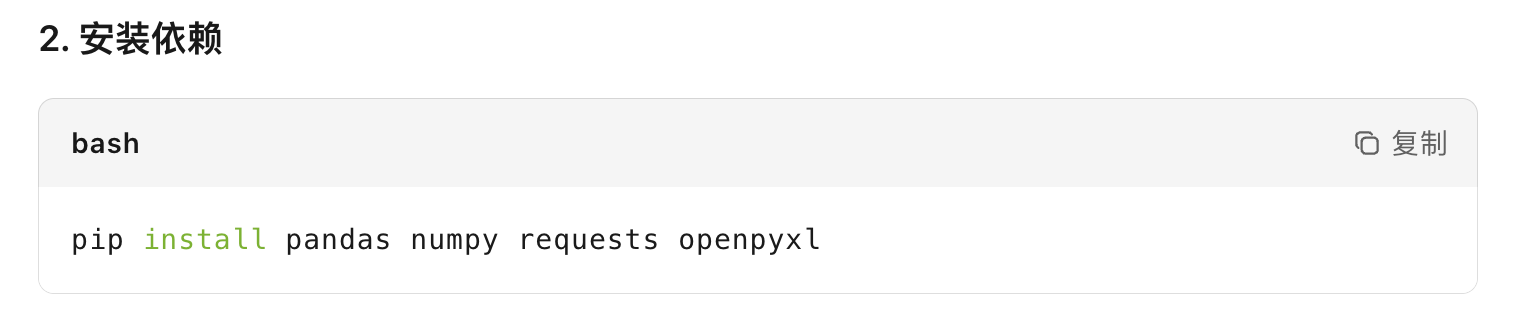 2. 安装依赖
bash
复制
pip install pandas numpy requests openpyxl